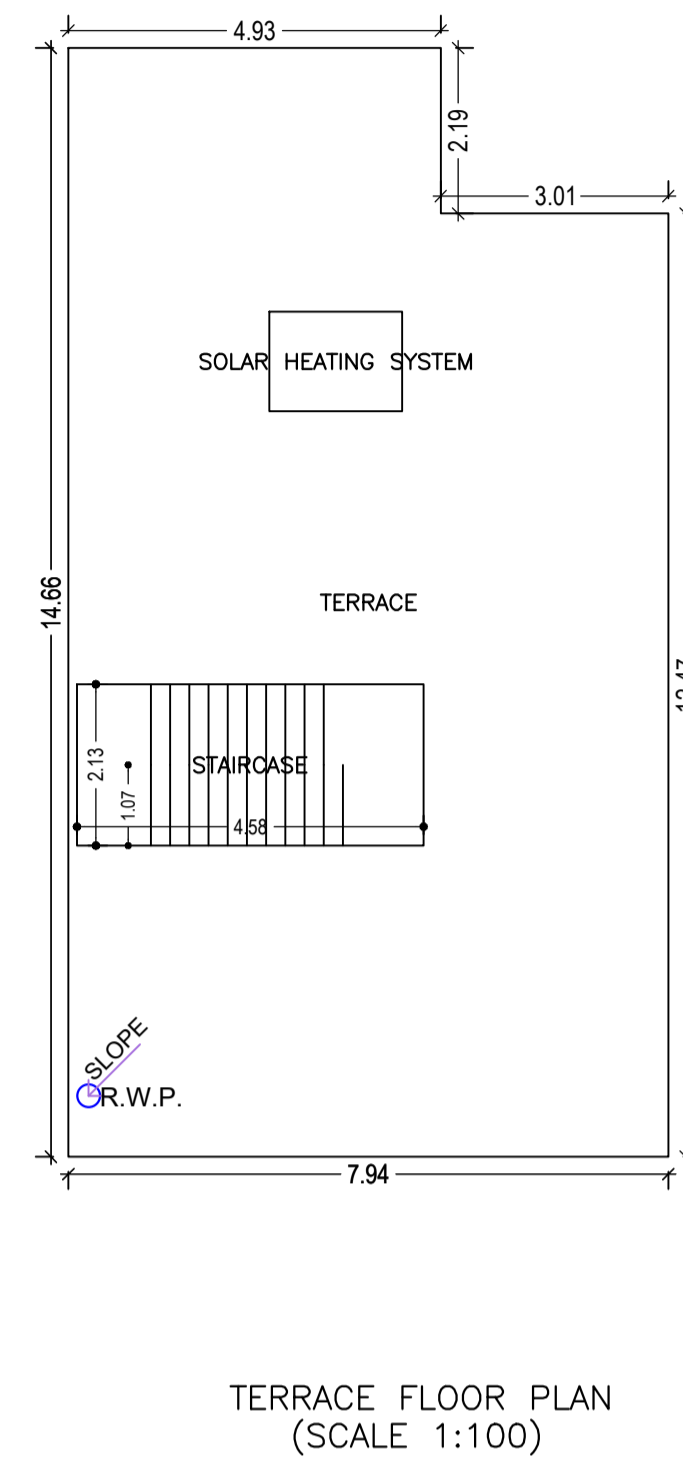 4.93
2.19
3.01
SOLAR HEATING SYSTEM
14.66
TERRACE
2.13
STAIRCASE
1.07
4.58
SLOPE
R.W.P.
7.94
TERRACE FLOOR PLAN
(SCALE 1:100)